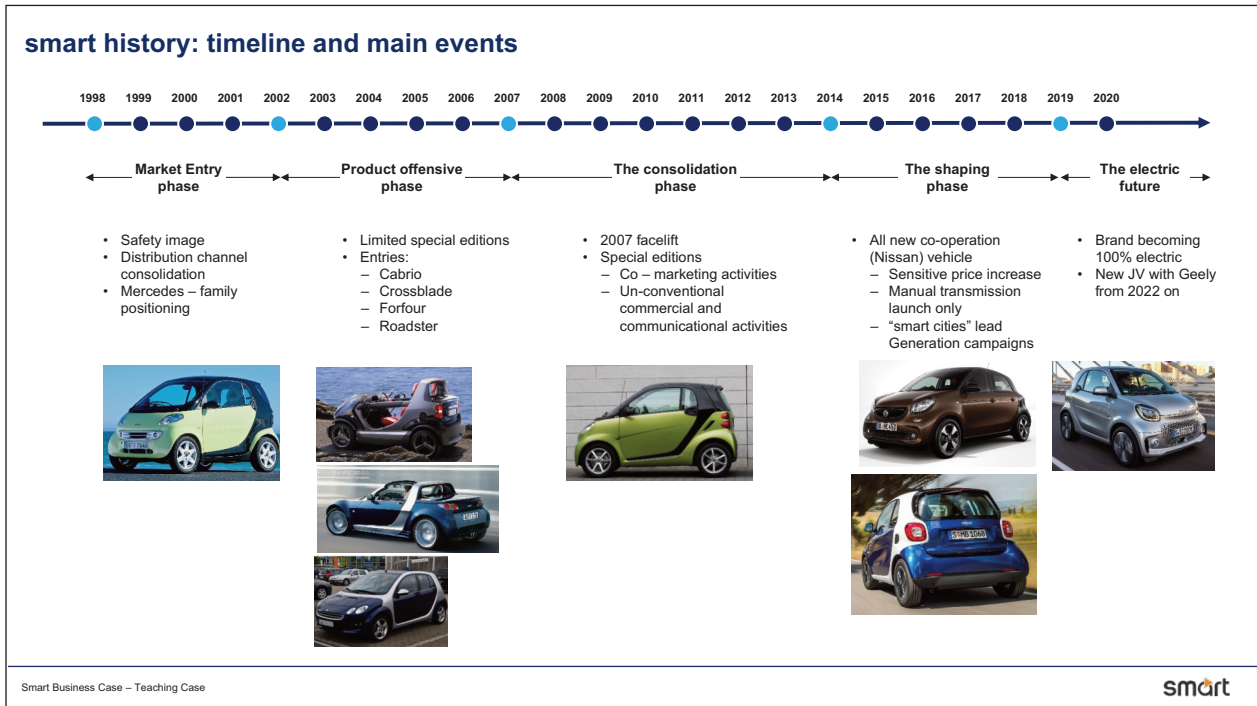 smart history: timeline and main events
1998 1999 2000 2001 2002 2003 2004 2005 2006 2007 2008 2009 2010 2011 2012 2013 2014 2015 2016 2017 2018 2019 2020
Market Entry
phase
Product offensive
phase
The consolidation
phase
The shaping
phase
The electric
future
• Safety image
• Distribution channel
consolidation
• Mercedes – family
positioning
• Limited special editions
• Entries:
– Cabrio
– Crossblade
– Forfour
– Roadster
• 2007 facelift
• Special editions
– Co – marketing activities
– Un-conventional
commercial and
communicational activities
• All new co-operation
(Nissan) vehicle
– Sensitive price increase
– Manual transmission
launch only
– “smart cities” lead
Generation campaigns
• Brand becoming
100% electric
• New JV with Geely
from 2022 on
S MB 1068
Smart Business Case – Teaching Case
smart